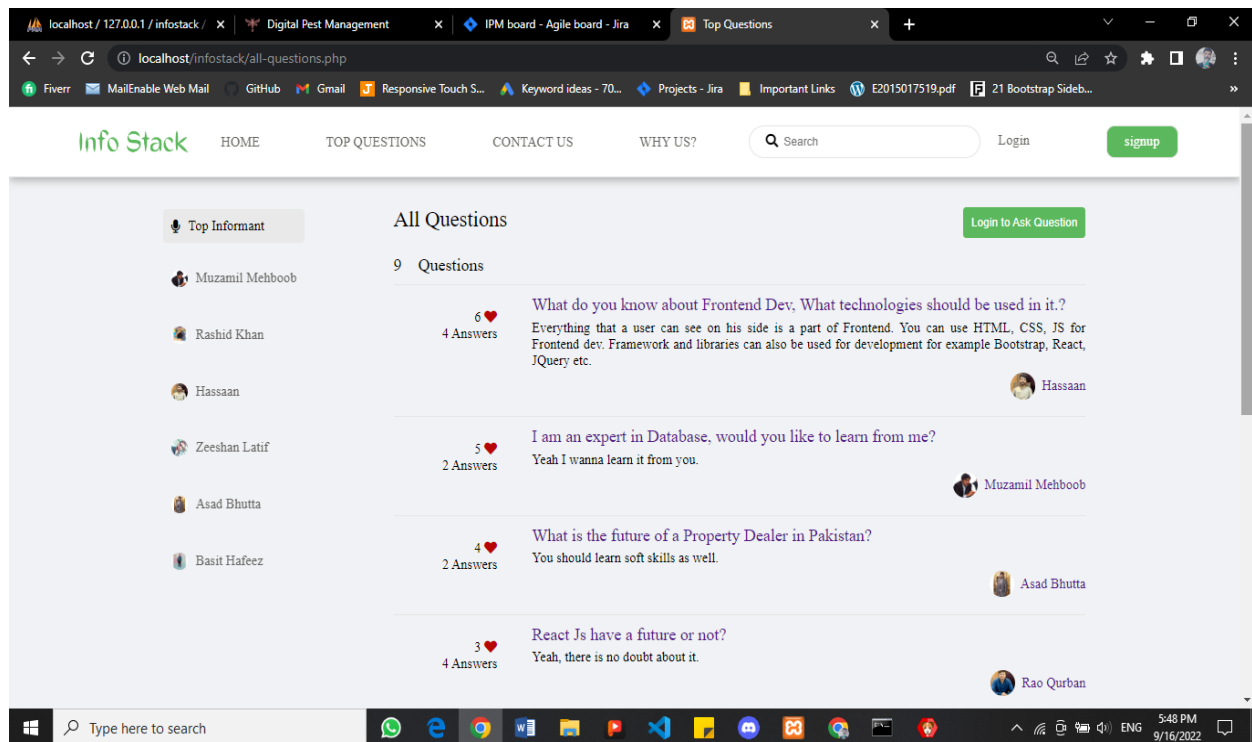 localhost / 127.0.0.1 / infostack /
Digital Pest Management
IPM board - Agile board - Jira
Top Questions
localhost/infostack/all-questions.php
Fiverr
MailEnable Web Mail
GitHub
Gmail
Responsive Touch S...
Keyword ideas - 70...
Projects - Jira
Important Links
E2015017519.pdf
21 Bootstrap Sideb...
»
Info Stack
HOME
TOP QUESTIONS
CONTACT US
WHY US?
Search
Login
signup
Top Informant
Muzamil Mehboob
Rashid Khan
Hassaan
Zeeshan Latif
Asad Bhutta
Basit Hafeez
All Questions
Login to Ask Question
9 Questions
6
4 Answers
What do you know about Frontend Dev, What technologies should be used in it.?
Everything that a user can see on his side is a part of Frontend. You can use HTML, CSS, JS for
Frontend dev. Framework and libraries can also be used for development for example Bootstrap, React,
JQuery etc.
Hassaan
5
2 Answers
I am an expert in Database, would you like to learn from me?
Yeah I wanna learn it from you.
Muzamil Mehboob
4
2 Answers
What is the future of a Property Dealer in Pakistan?
You should learn soft skills as well.
Asad Bhutta
3
4 Answers
React Js have a future or not?
Yeah, there is no doubt about it.
Rao Qurban
Type here to search
ENG
5:48 PM
9/16/2022